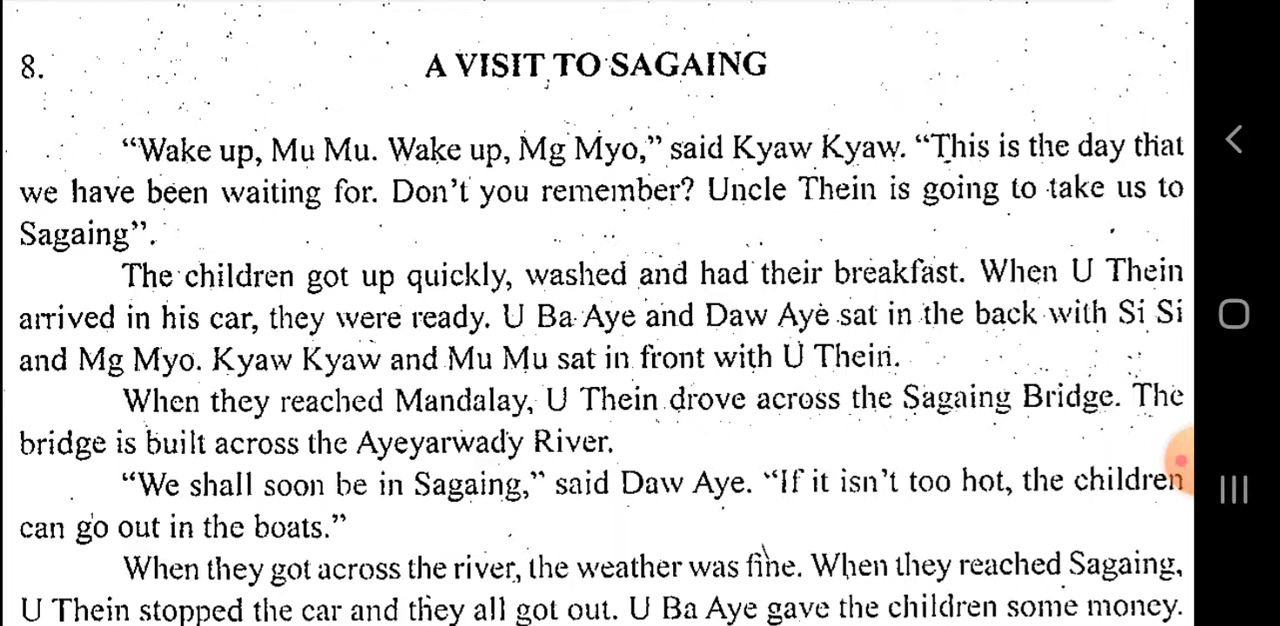 8. A VISIT TO SAGAING
“Wake up, Mu Mu. Wake up, Mg Myo,” said Kyaw Kyaw. “This is the day that
we have been waiting for. Don’t you remember? Uncle Thein is going to take us to
Sagaing”.
The children got up quickly, washed and had their breakfast. When U Thein
arrived in his car, they were ready. U Ba Aye and Daw Aye sat in the back with Si Si
and Mg Myo. Kyaw Kyaw and Mu Mu sat in front with U Thein.
When they reached Mandalay, U Thein drove across the Sagaing Bridge. The
bridge is built across the Ayeyarwady River.
“We shall soon be in Sagaing,” said Daw Aye. “If it isn’t too hot, the children
can go out in the boats.”
When they got across the river, the weather was fine. When they reached Sagaing,
U Thein stopped the car and they all got out. U Ba Aye gave the children some money.